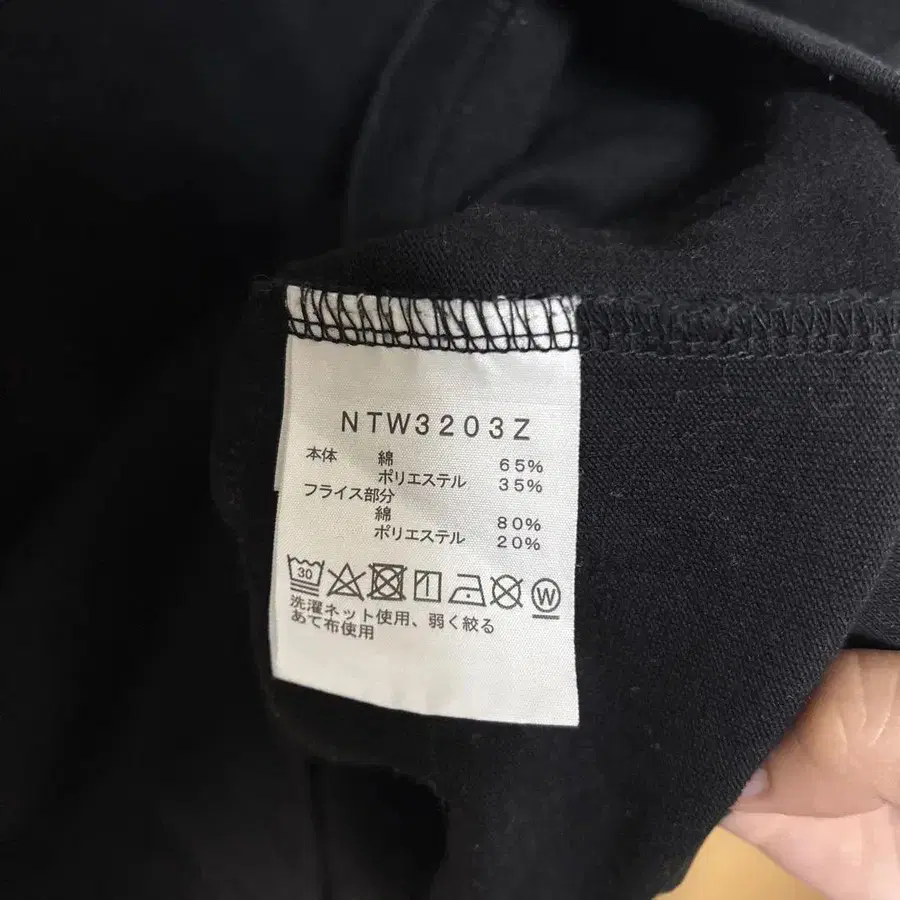 NTW3203Z
本体 綿 65%
ポリエステル 35%
フライス部分
綿 80%
ポリエステル 20%
30 W
洗濯ネット使用、弱く絞る
あて布使用